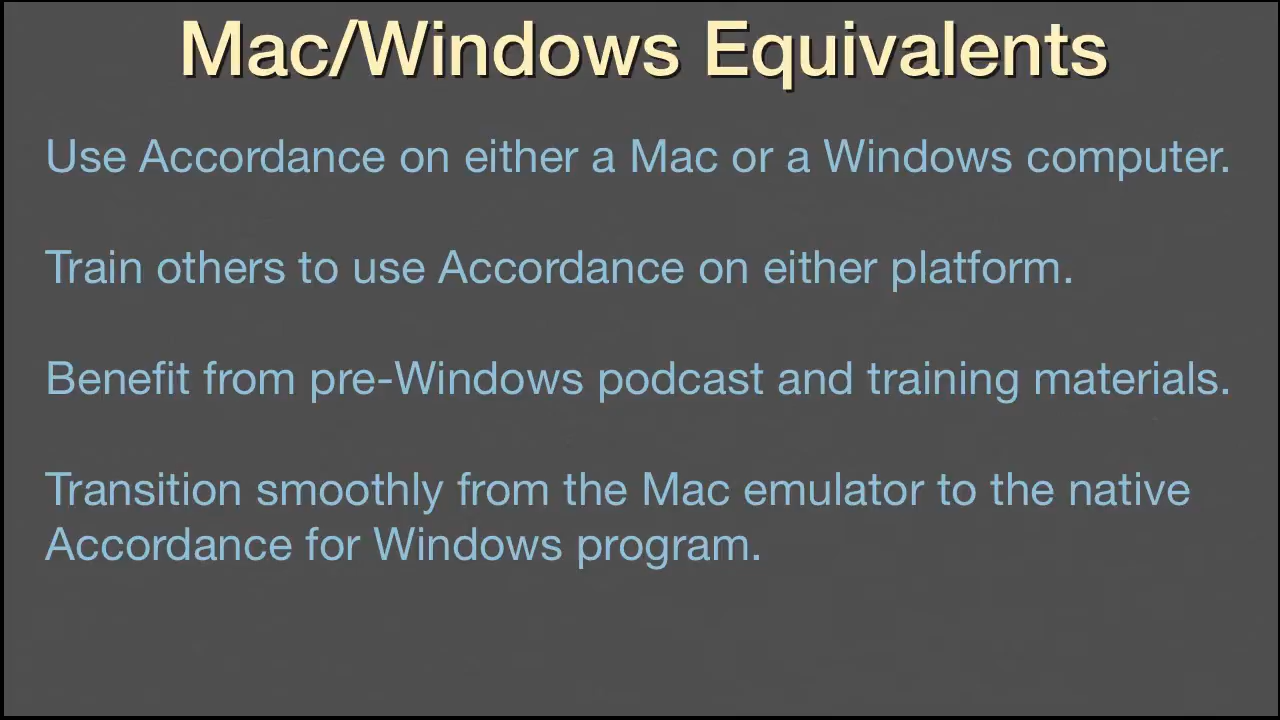 Mac/Windows Equivalents
Use Accordance on either a Mac or a Windows computer.
Train others to use Accordance on either platform.
Benefit from pre-Windows podcast and training materials.
Transition smoothly from the Mac emulator to the native
Accordance for Windows program.